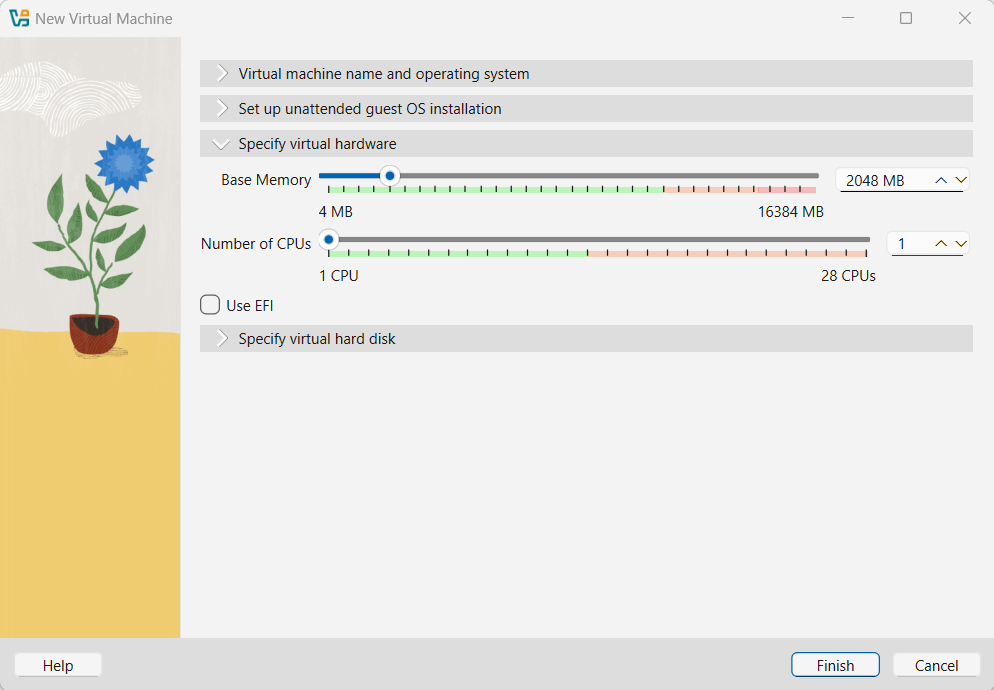 New Virtual Machine
Virtual machine name and operating system
Set up unattended guest OS installation
Specify virtual hardware
Base Memory 2048 MB
4 MB 16384 MB
Number of CPUs 1
1 CPU 28 CPUs
Use EFI
Specify virtual hard disk
Help Finish Cancel